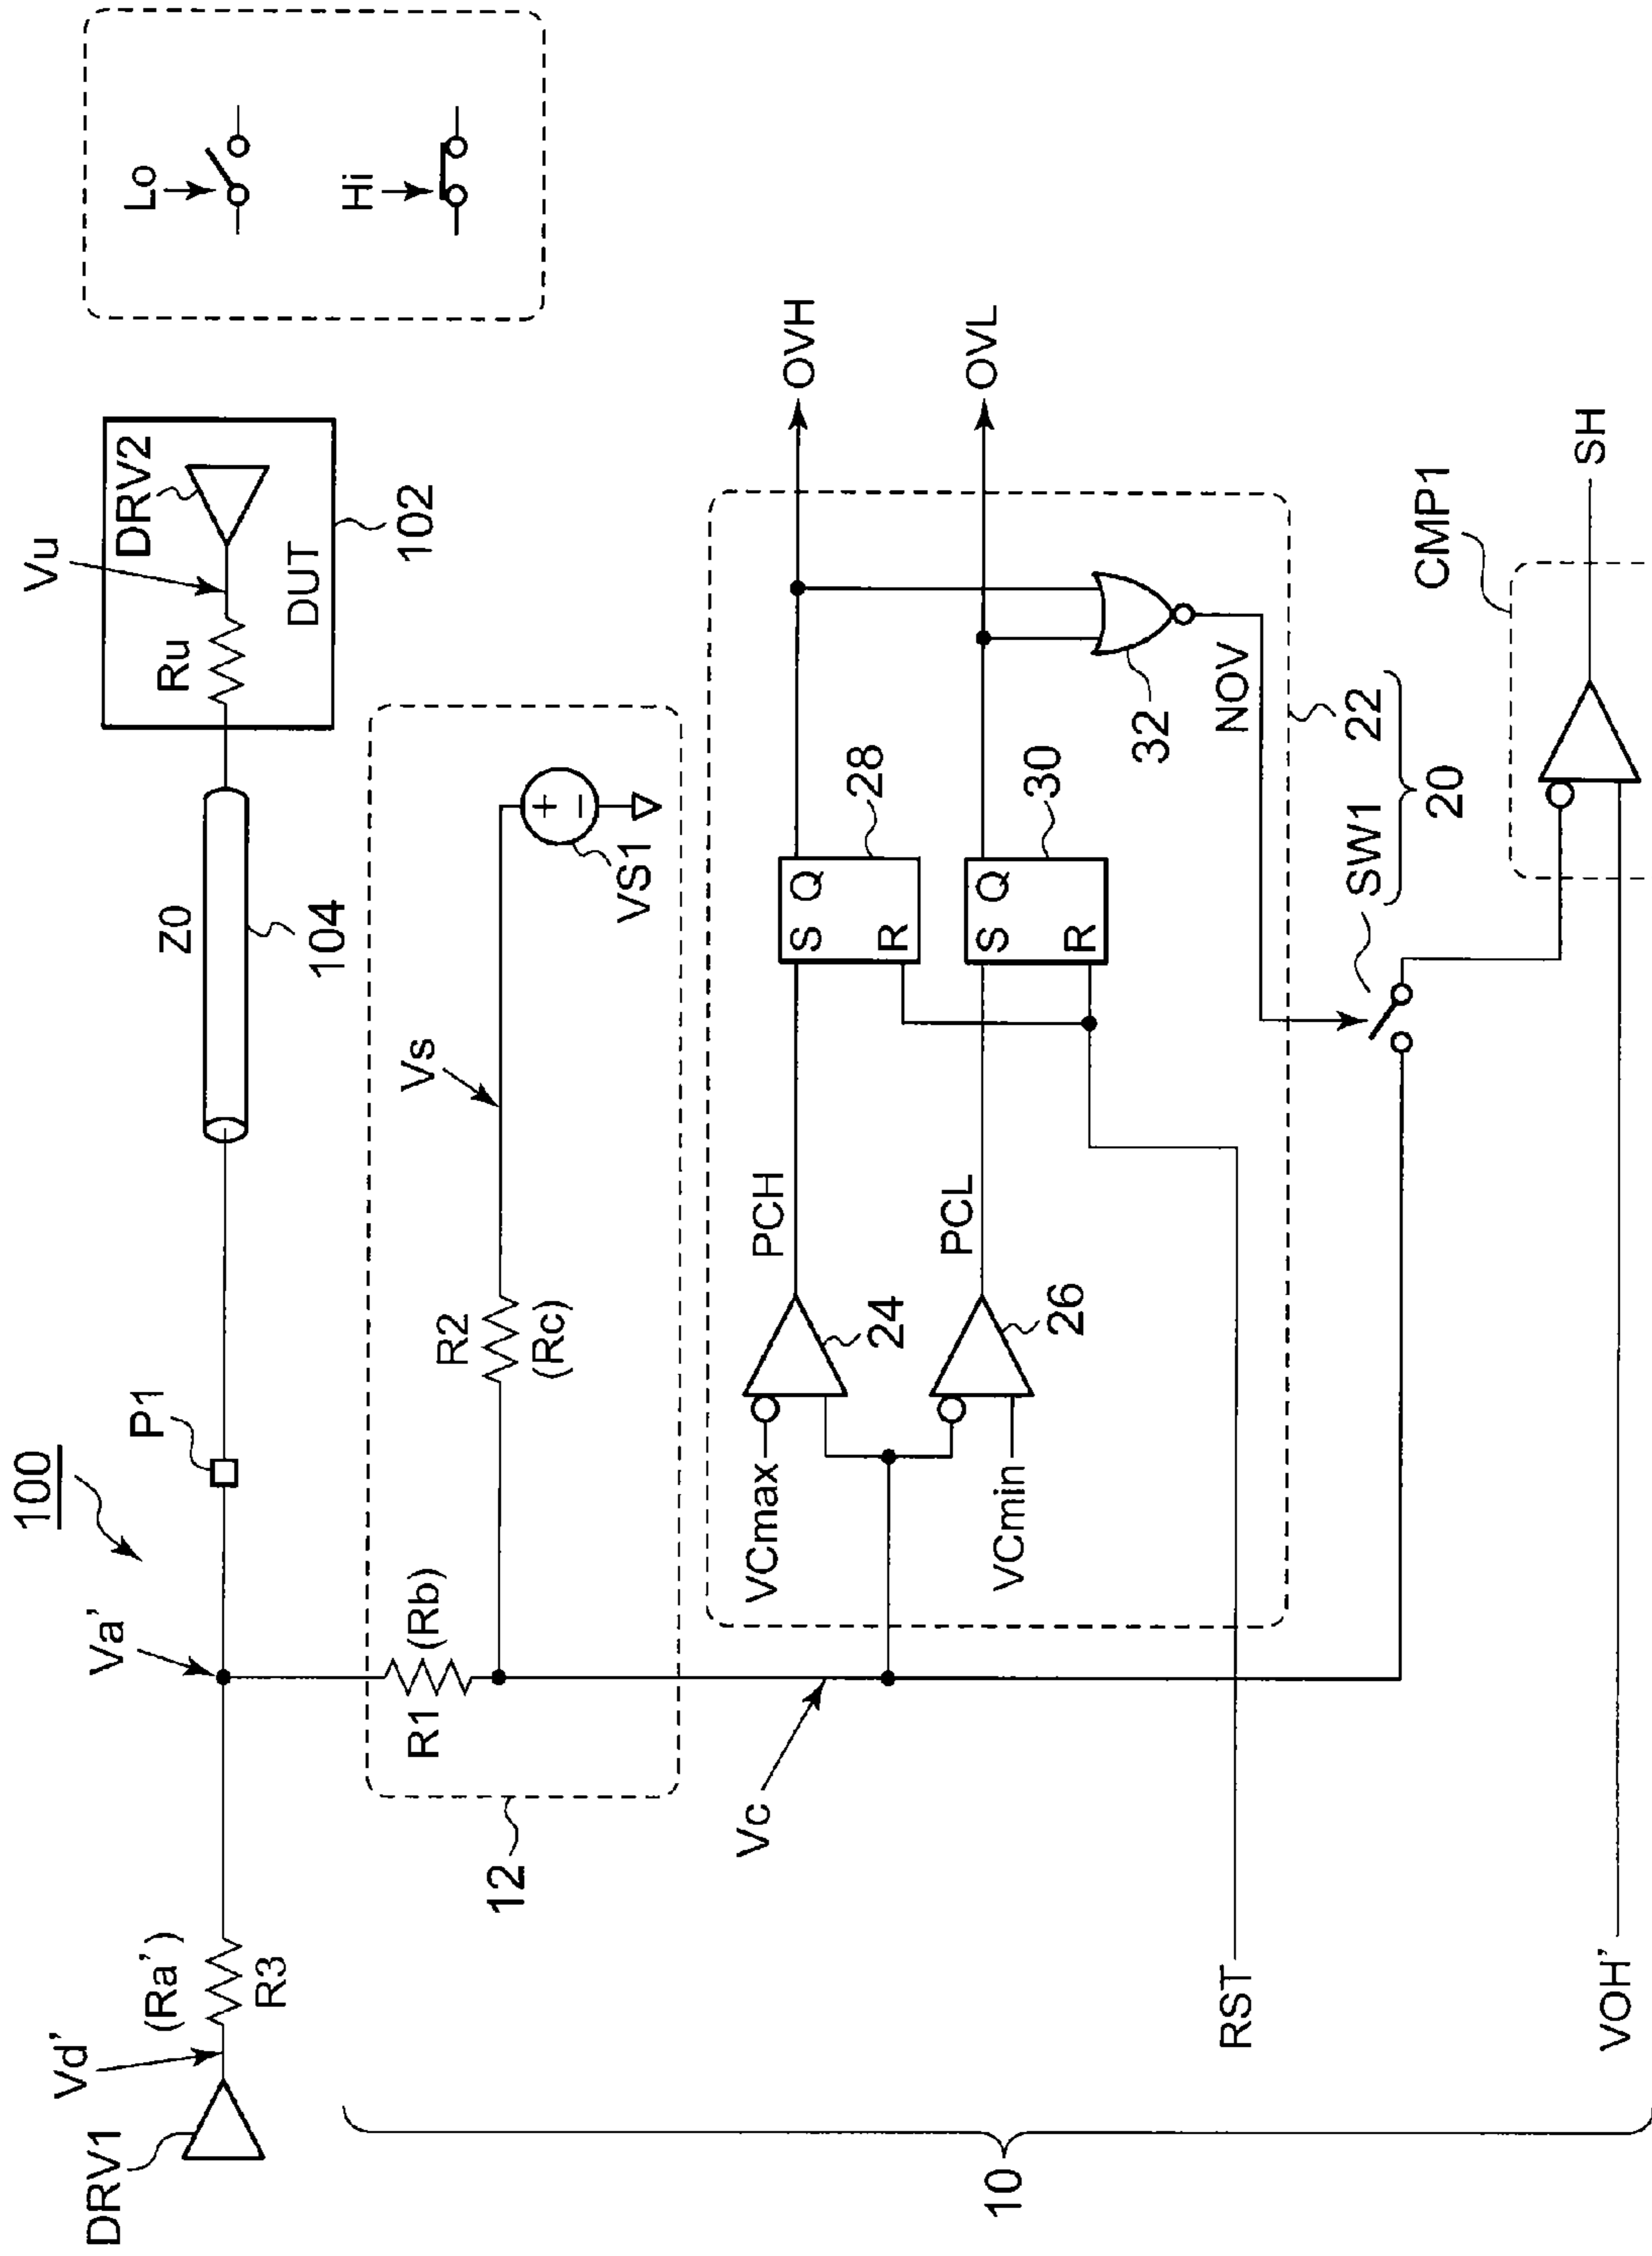 100
DRV1
Vd'
(Ra')
R3
Va'
P1
Z0
104
Vu
Ru
DRV2
DUT
102
Lo
Hi
12
R1
(Rb)
R2
(Rc)
Vs
VS1
Vc
VCmax
VCmin
24
26
PCH
PCL
S
Q
R
28
S
Q
R
30
32
NOV
OVH
OVL
22
SW1
20
RST
10
VOH'
CMP1
SH